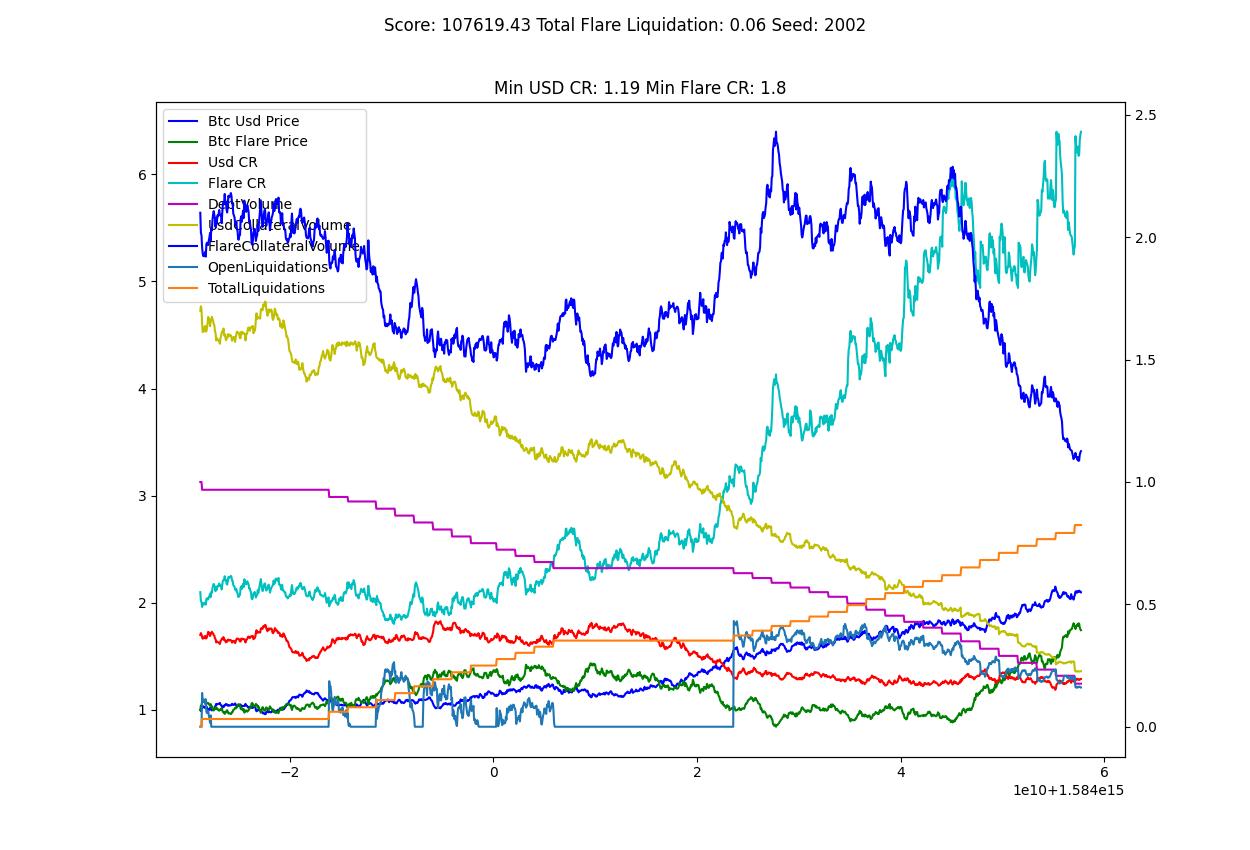 Score: 107619.43 Total Flare Liquidation: 0.06 Seed: 2002
Min USD CR: 1.19 Min Flare CR: 1.8
Btc Usd Price
Btc Flare Price
Usd CR
Flare CR
DebtVolume
UsdCollateralVolume
FlareCollateralVolume
OpenLiquidations
TotalLiquidations
6
5
4
3
2
1
2.5
2.0
1.5
1.0
0.5
0.0
−2 0 2 4 6
1e10+1.584e15